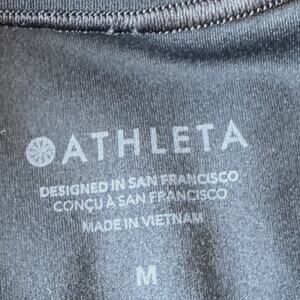 ATHLETA
DESIGNED IN SAN FRANCISCO
CONÇU À SAN FRANCISCO
MADE IN VIETNAM
M